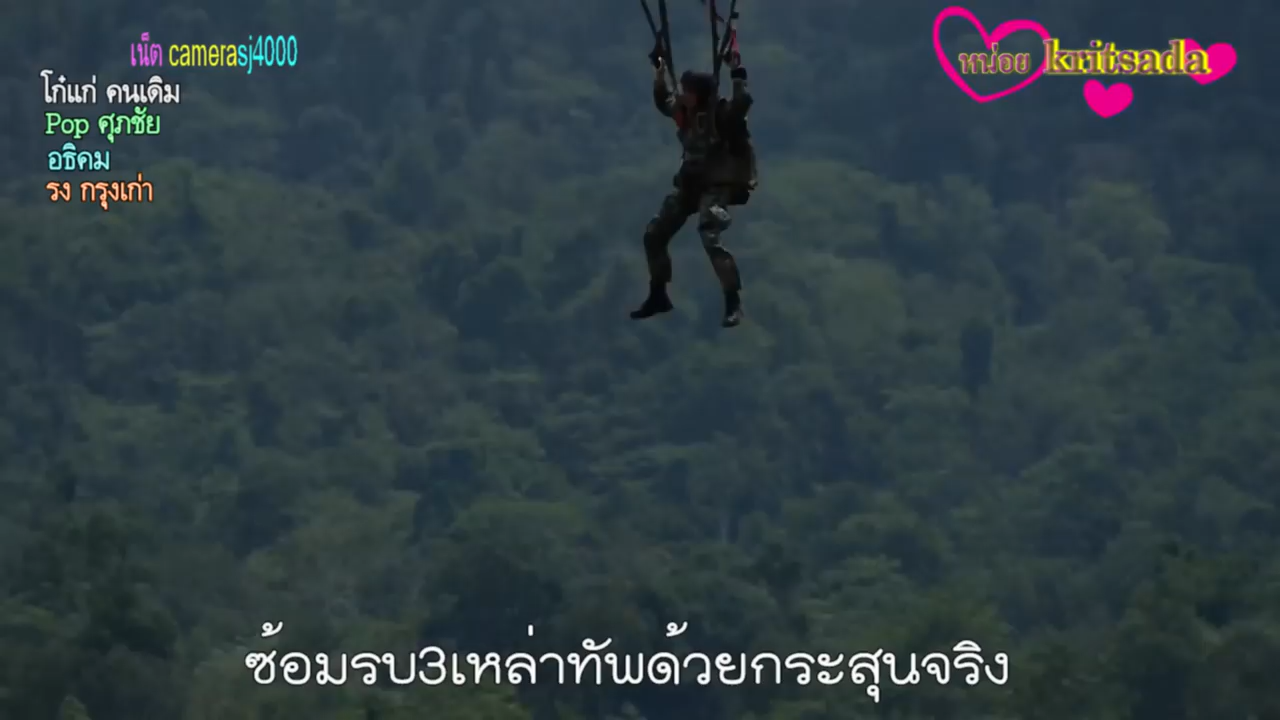 เน็ต camerasj4000
โก๋แก่ คนเดิม
Pop ศุภชัย
อธิคม
รง กรุงเก่า
หน่อย kritsada
ซ้อมรบ3เหล่าทัพด้วยกระสุนจริง